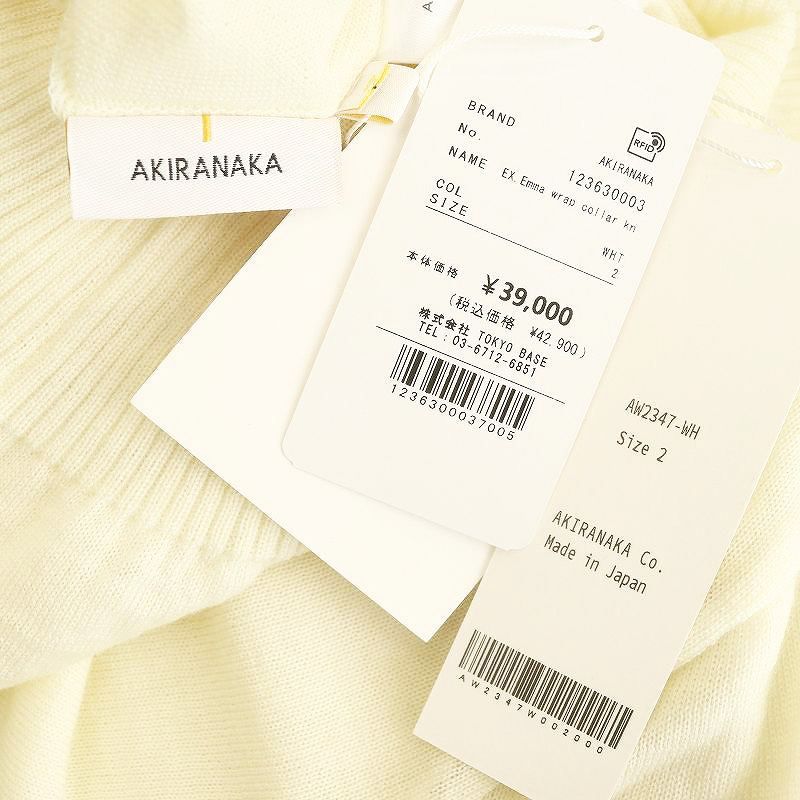 AKIRANAKA
A
BRAND AKIRANAKA
No. 123630003
NAME EX.Emma wrap collar kn
COL WHT
SIZE 2
RFID
本体価格 ¥39,000
(税込価格 ¥42,900)
株式会社 TOKYO BASE
TEL:03-6712-6851
1236300037005
AW2347-WH
Size 2
AKIRANAKA Co.
Made in Japan
AW2347W002000